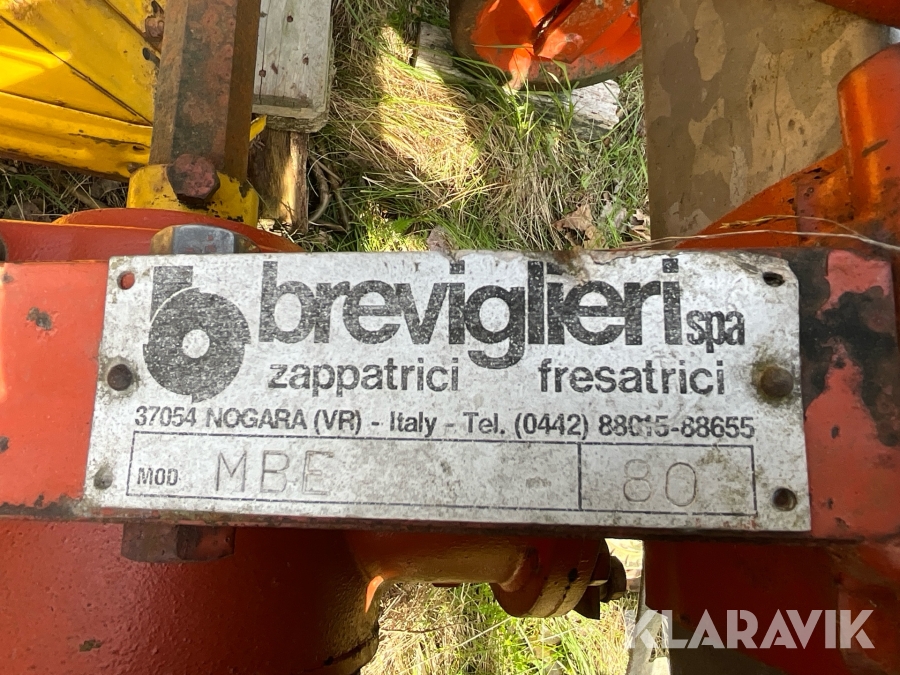 breviglieri spa
zappatrici fresatrici
37054 NOGARA (VR) - Italy - Tel. (0442) 88015-88655
MOD MBE 80
KLARAVIK